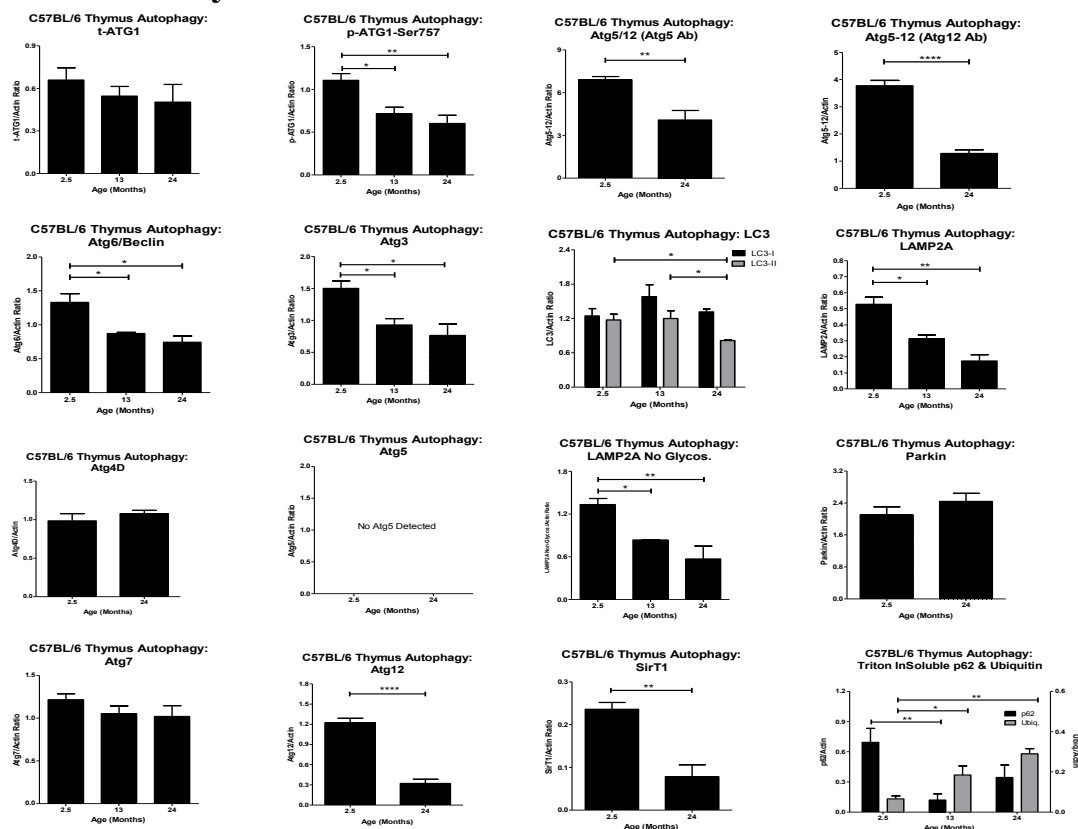 C57BL/6 Thymus Autophagy:
t-ATG1
t-ATG1/Actin Ratio
0.9
0.6
0.3
0.0
2.5
13
24
Age (Months)
C57BL/6 Thymus Autophagy:
p-ATG1-Ser757
p-ATG1/Actin Ratio
**
*
1.5
1.0
0.5
0.0
2.5
13
24
Age (Months)
C57BL/6 Thymus Autophagy:
Atg5/12 (Atg5 Ab)
Atg5-12/Actin Ratio
**
9
6
3
0
2.5
24
Age (Months)
C57BL/6 Thymus Autophagy:
Atg5-12 (Atg12 Ab)
Atg5-12/Actin
****
5
4
3
2
1
0
2.5
24
Age (Months)
C57BL/6 Thymus Autophagy:
Atg6/Beclin
Atg6/Actin Ratio
*
*
2.0
1.5
1.0
0.5
0.0
2.5
13
24
Age (Months)
C57BL/6 Thymus Autophagy:
Atg3
Atg3/Actin Ratio
*
*
2.0
1.5
1.0
0.5
0.0
2.5
13
24
Age (Months)
C57BL/6 Thymus Autophagy: LC3
LC3-I
LC3-II
LC3/Actin Ratio
*
*
2.4
1.8
1.2
0.6
0.0
2.5
13
24
Age (Months)
C57BL/6 Thymus Autophagy:
LAMP2A
LAMP2A/Actin Ratio
**
*
0.8
0.7
0.6
0.5
0.4
0.3
0.2
0.1
0.0
2.5
13
24
Age (Months)
C57BL/6 Thymus Autophagy:
Atg4D
Atg4D/Actin
1.5
1.0
0.5
0.0
2.5
24
Age (Months)
C57BL/6 Thymus Autophagy:
Atg5
Atg5/Actin Ratio
2.0
1.5
1.0
0.5
0.0
No Atg5 Detected
2.5
24
Age (Months)
C57BL/6 Thymus Autophagy:
LAMP2A No Glycos.
LAMP2A Non-Glycos/Actin Ratio
**
*
1.8
1.2
0.6
0.0
2.5
13
24
Age (Months)
C57BL/6 Thymus Autophagy:
Parkin
Parkin/Actin Ratio
3.0
2.4
1.8
1.2
0.6
0.0
2.5
24
Age (Months)
C57BL/6 Thymus Autophagy:
Atg7
Atg7/Actin Ratio
1.5
1.0
0.5
0.0
2.5
13
24
Age (Months)
C57BL/6 Thymus Autophagy:
Atg12
Atg12/Actin
****
1.8
1.5
1.2
0.9
0.6
0.3
0.0
2.5
24
Age (Months)
C57BL/6 Thymus Autophagy:
SirT1
SirT1/Actin Ratio
**
0.3
0.2
0.1
0.0
2.5
24
Age (Months)
C57BL/6 Thymus Autophagy:
Triton InSoluble p62 & Ubiquitin
p62/Actin
**
*
**
p62
Ubiq.
1.2
0.9
0.6
0.3
0.0
0.6
0.4
0.2
0.0
Ubiq/Actin
2.5
13
24
Age (Months)